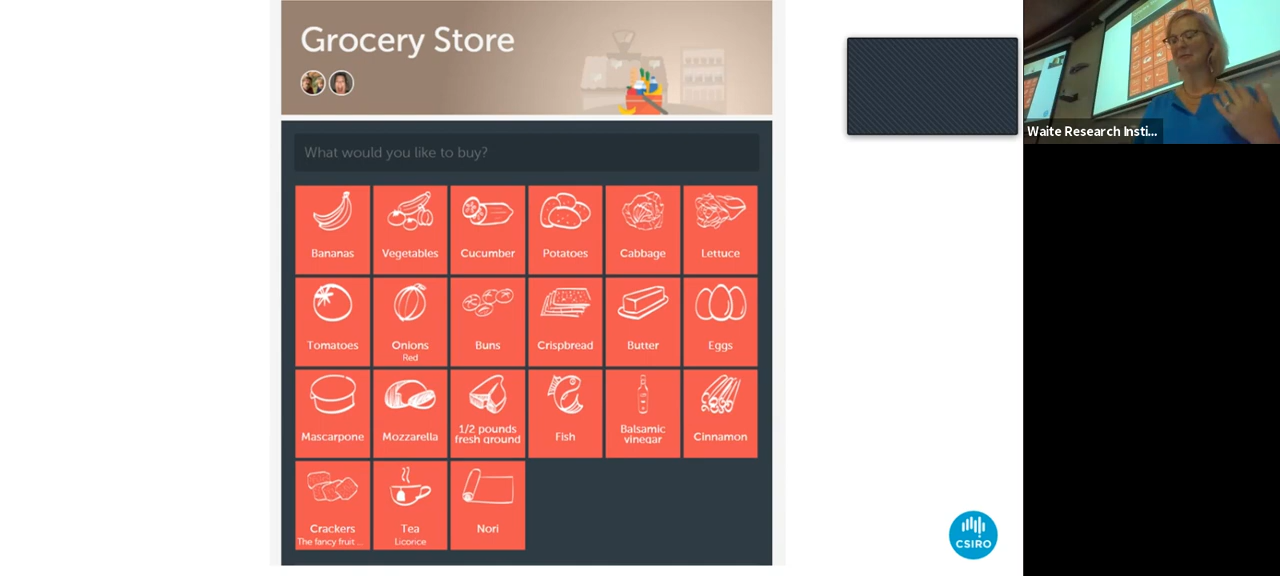 Grocery Store
What would you like to buy?
Bananas
Vegetables
Cucumber
Potatoes
Cabbage
Lettuce
Tomatoes
Onions
Red
Buns
Crispbread
Butter
Eggs
Mascarpone
Mozzarella
1/2 pounds
fresh ground
Fish
Balsamic
vinegar
Cinnamon
Crackers
The fancy fruit ...
Tea
Licorice
Nori
CSIRO
Waite Research Insti...